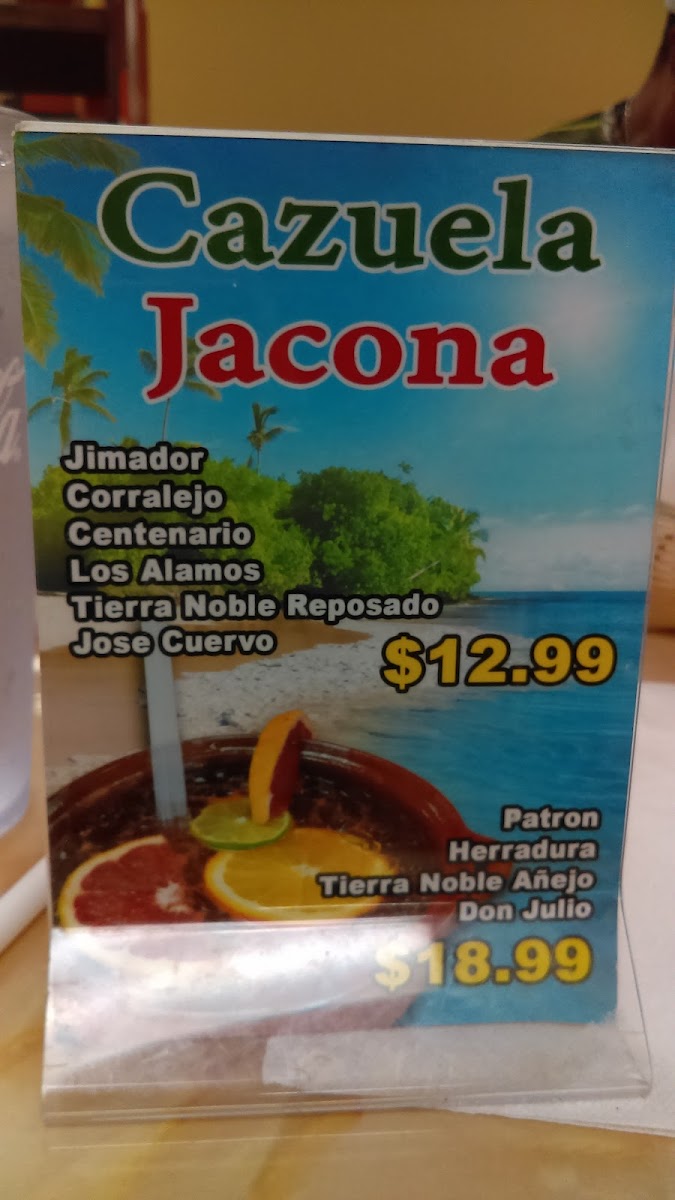 Cazuela
Jacona
Jimador
Corralejo
Centenario
Los Alamos
Tierra Noble Reposado
Jose Cuervo
$12.99
Patron
Herradura
Tierra Noble Añejo
Don Julio
$18.99